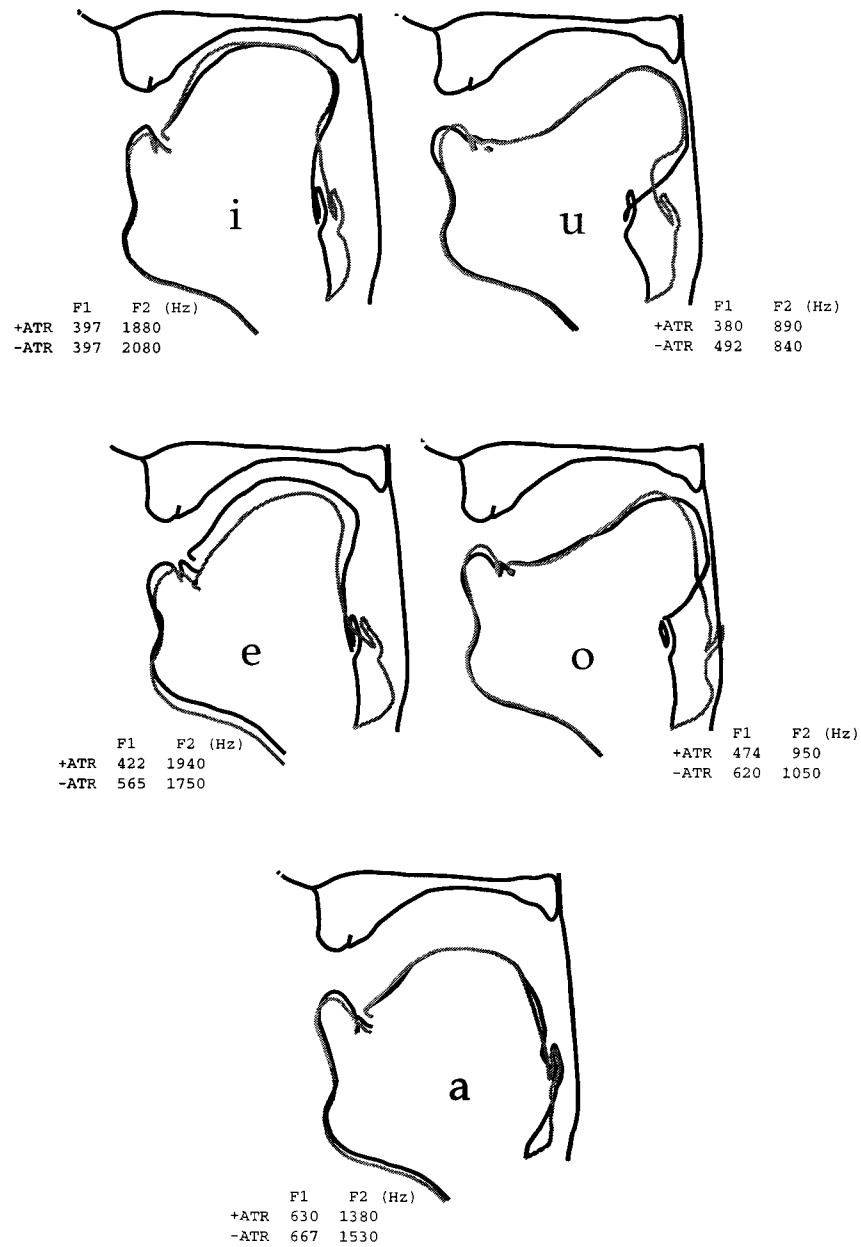 i
F1 F2 (Hz)
+ATR 397 1880
-ATR 397 2080
u
F1 F2 (Hz)
+ATR 380 890
-ATR 492 840
e
F1 F2 (Hz)
+ATR 422 1940
-ATR 565 1750
o
F1 F2 (Hz)
+ATR 474 950
-ATR 620 1050
a
F1 F2 (Hz)
+ATR 630 1380
-ATR 667 1530